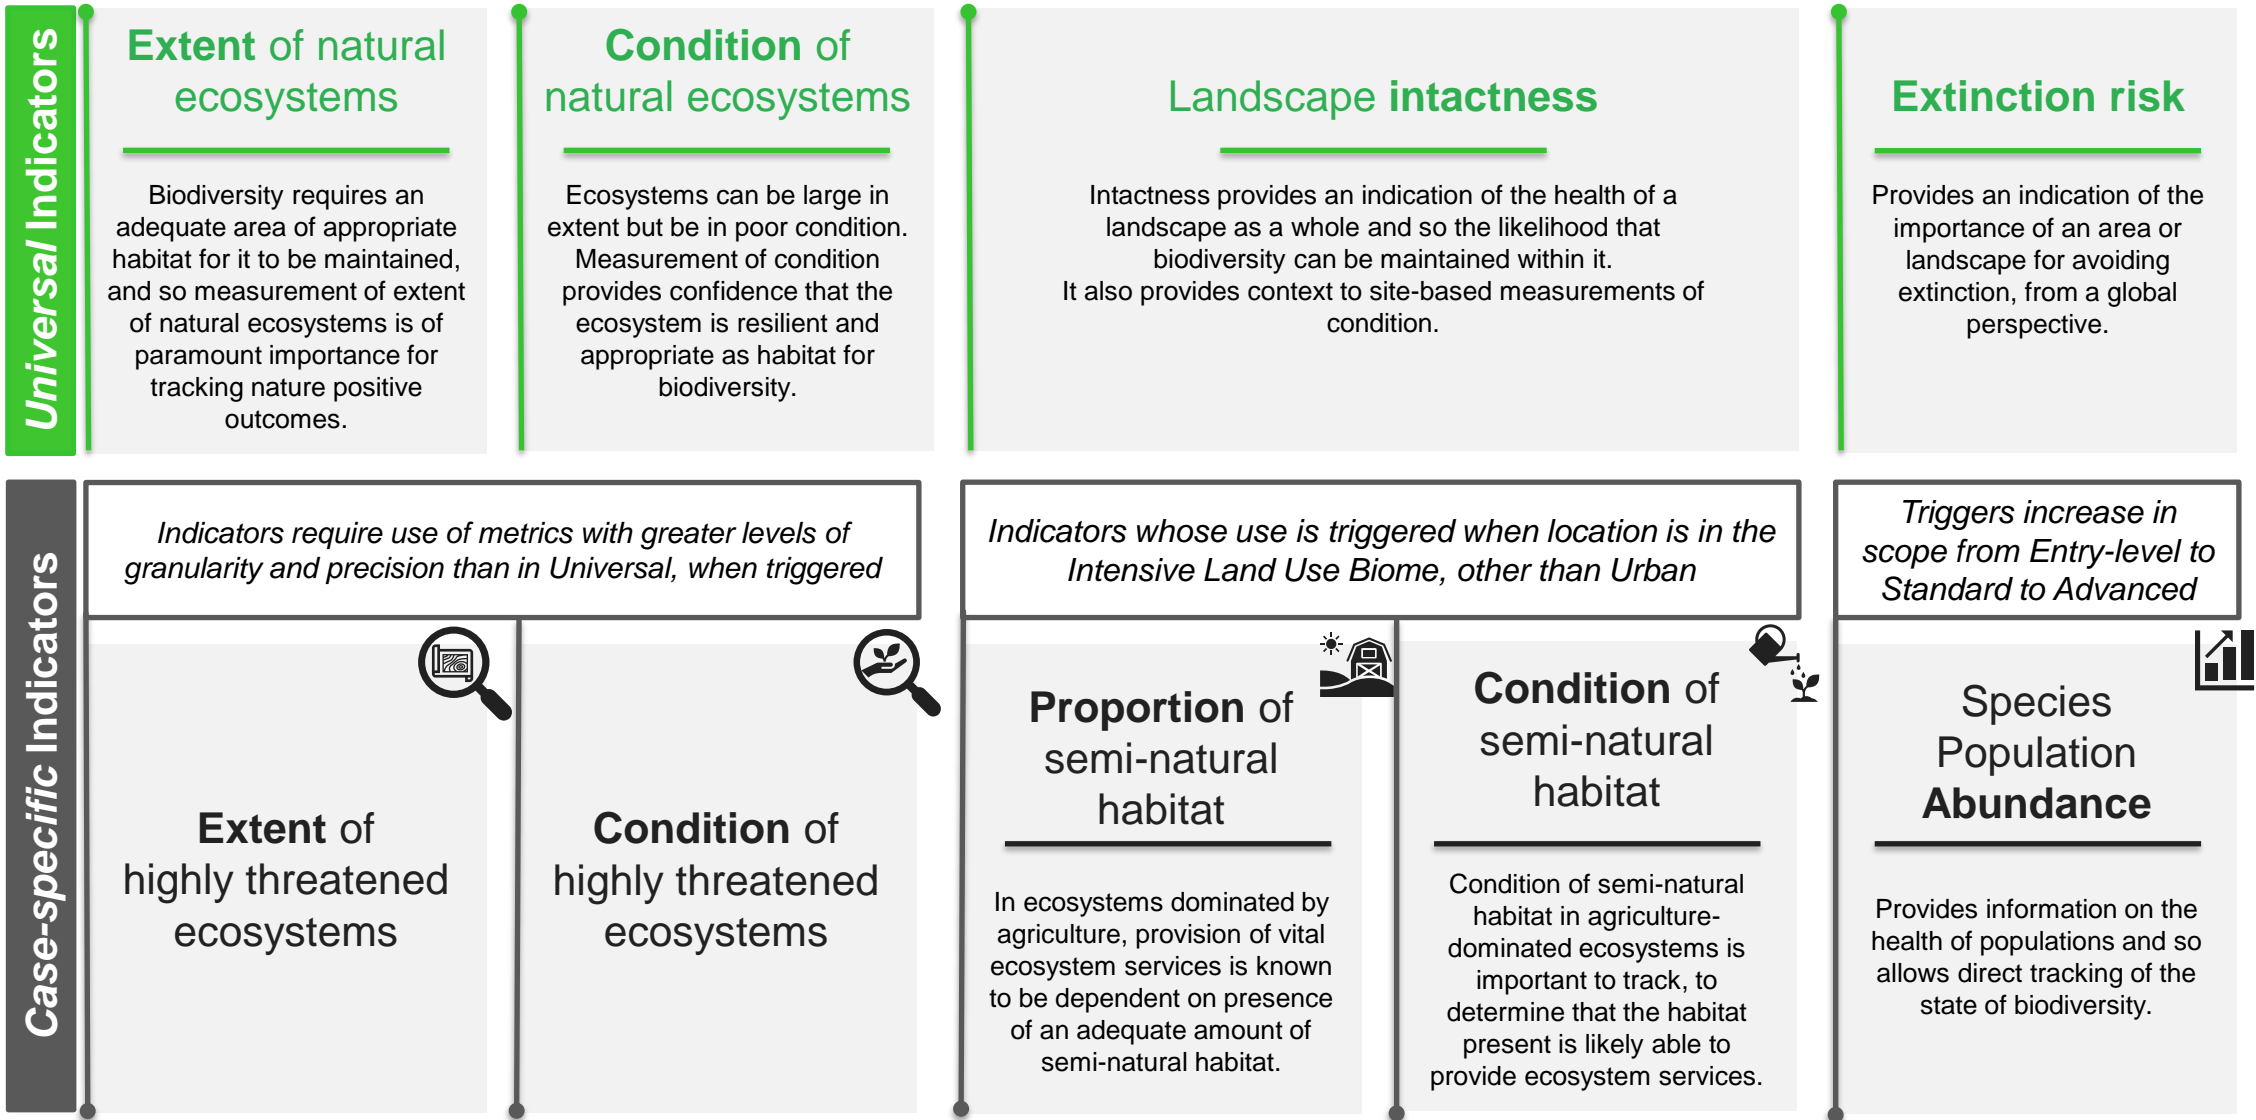 Universal Indicators
Extent of natural
ecosystems
Biodiversity requires an
adequate area of appropriate
habitat for it to be maintained,
and so measurement of extent
of natural ecosystems is of
paramount importance for
tracking nature positive
outcomes.
Condition of
natural ecosystems
Ecosystems can be large in
extent but be in poor condition.
Measurement of condition
provides confidence that the
ecosystem is resilient and
appropriate as habitat for
biodiversity.
Landscape intactness
Intactness provides an indication of the health of a
landscape as a whole and so the likelihood that
biodiversity can be maintained within it.
It also provides context to site-based measurements of
condition.
Extinction risk
Provides an indication of the
importance of an area or
landscape for avoiding
extinction, from a global
perspective.
Case-specific Indicators
Indicators require use of metrics with greater levels of
granularity and precision than in Universal, when triggered
Extent of
highly threatened
ecosystems
Condition of
highly threatened
ecosystems
Indicators whose use is triggered when location is in the
Intensive Land Use Biome, other than Urban
Proportion of
semi-natural
habitat
In ecosystems dominated by
agriculture, provision of vital
ecosystem services is known
to be dependent on presence
of an adequate amount of
semi-natural habitat.
Condition of
semi-natural
habitat
Condition of semi-natural
habitat in agriculture-
dominated ecosystems is
important to track, to
determine that the habitat
present is likely able to
provide ecosystem services.
Triggers increase in
scope from Entry-level to
Standard to Advanced
Species
Population
Abundance
Provides information on the
health of populations and so
allows direct tracking of the
state of biodiversity.